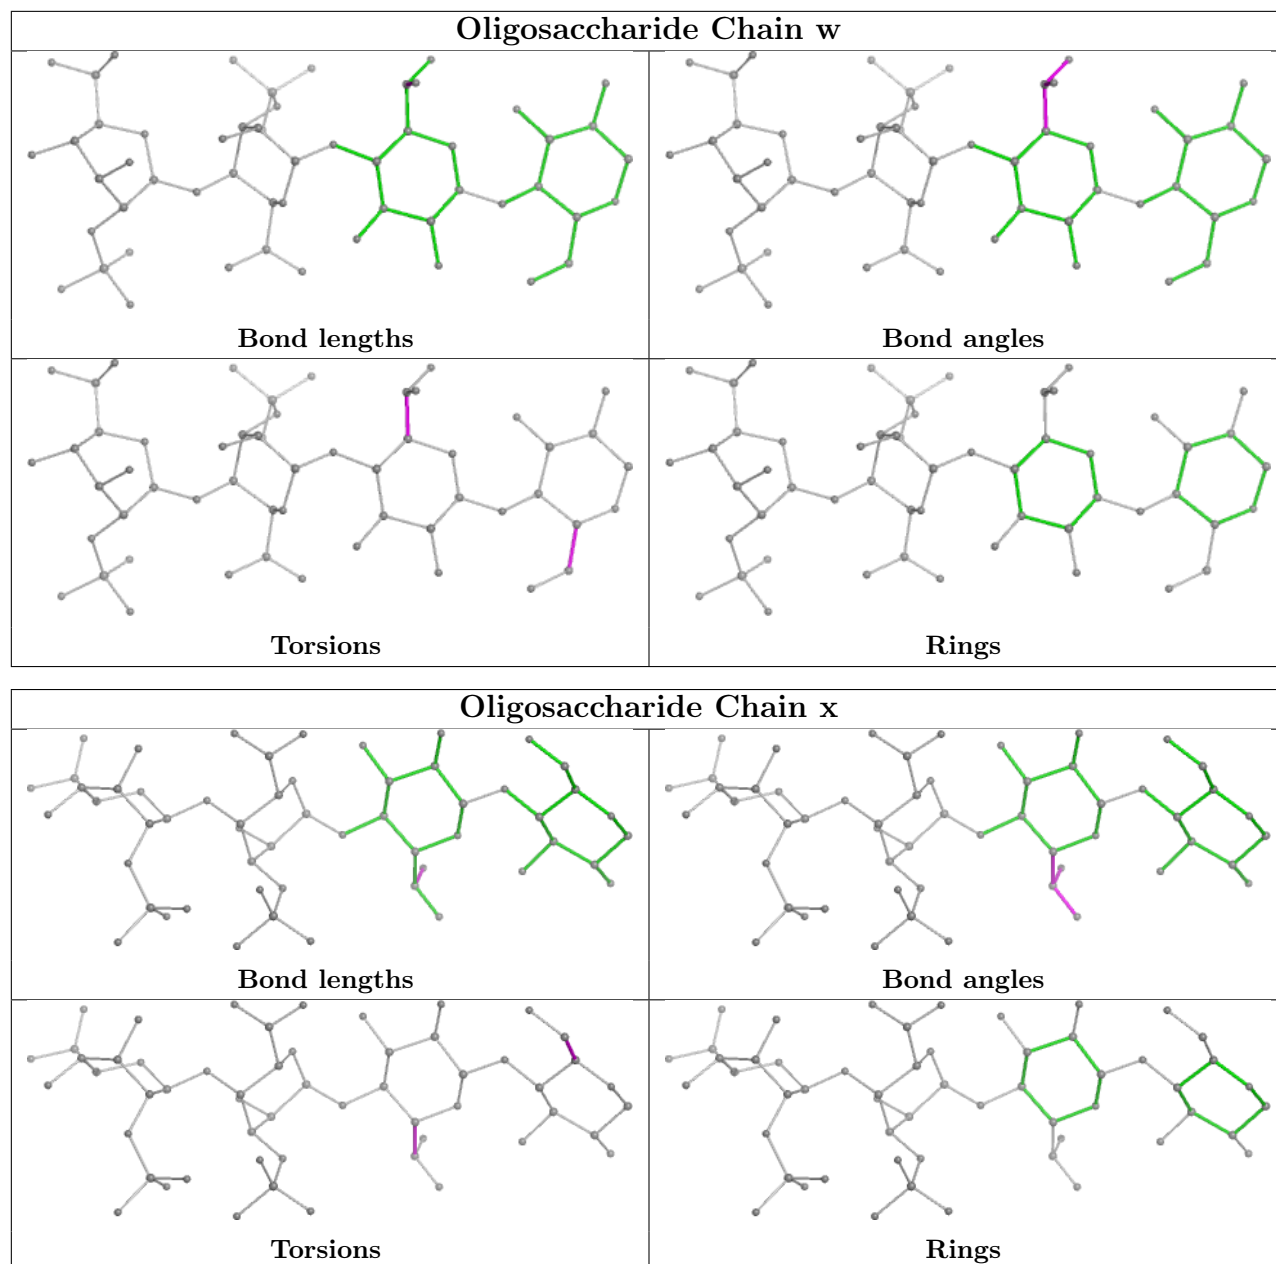 Oligosaccharide Chain w
Bond lengths
Bond angles
Torsions
Rings
Oligosaccharide Chain x
Bond lengths
Bond angles
Torsions
Rings